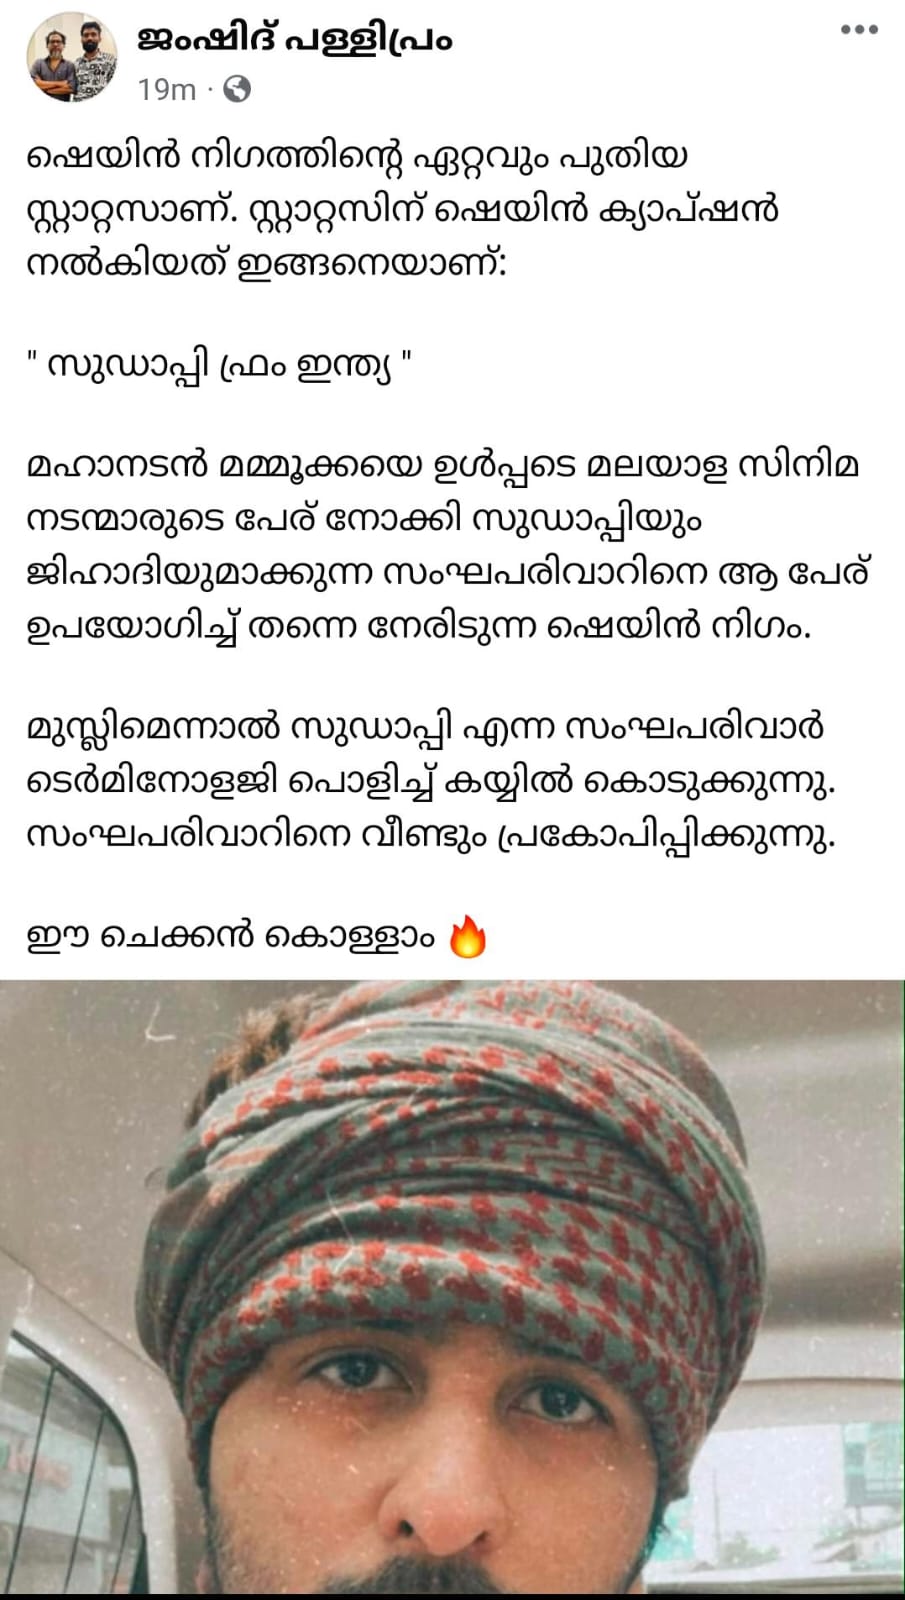 ജംഷിദ് പള്ളിപ്രം
19m ·
ഷെയിൻ നിഗത്തിന്റെ ഏറ്റവും പുതിയ
സ്റ്റാറ്റസാണ്. സ്റ്റാറ്റസിന് ഷെയിൻ ക്യാപ്ഷൻ
നൽകിയത് ഇങ്ങനെയാണ്:
" സുഡാപ്പി ഫ്രം ഇന്ത്യ "
മഹാനടൻ മമ്മൂക്കയെ ഉൾപ്പടെ മലയാള സിനിമ
നടന്മാരുടെ പേര് നോക്കി സുഡാപ്പിയും
ജിഹാദിയുമാക്കുന്ന സംഘപരിവാറിനെ ആ പേര്
ഉപയോഗിച്ച് തന്നെ നേരിടുന്ന ഷെയിൻ നിഗം.
മുസ്ലിമെന്നാൽ സുഡാപ്പി എന്ന സംഘപരിവാർ
ടെർമിനോളജി പൊളിച്ച് കയ്യിൽ കൊടുക്കുന്നു.
സംഘപരിവാറിനെ വീണ്ടും പ്രകോപിപ്പിക്കുന്നു.
ഈ ചെക്കൻ കൊള്ളാം 🔥